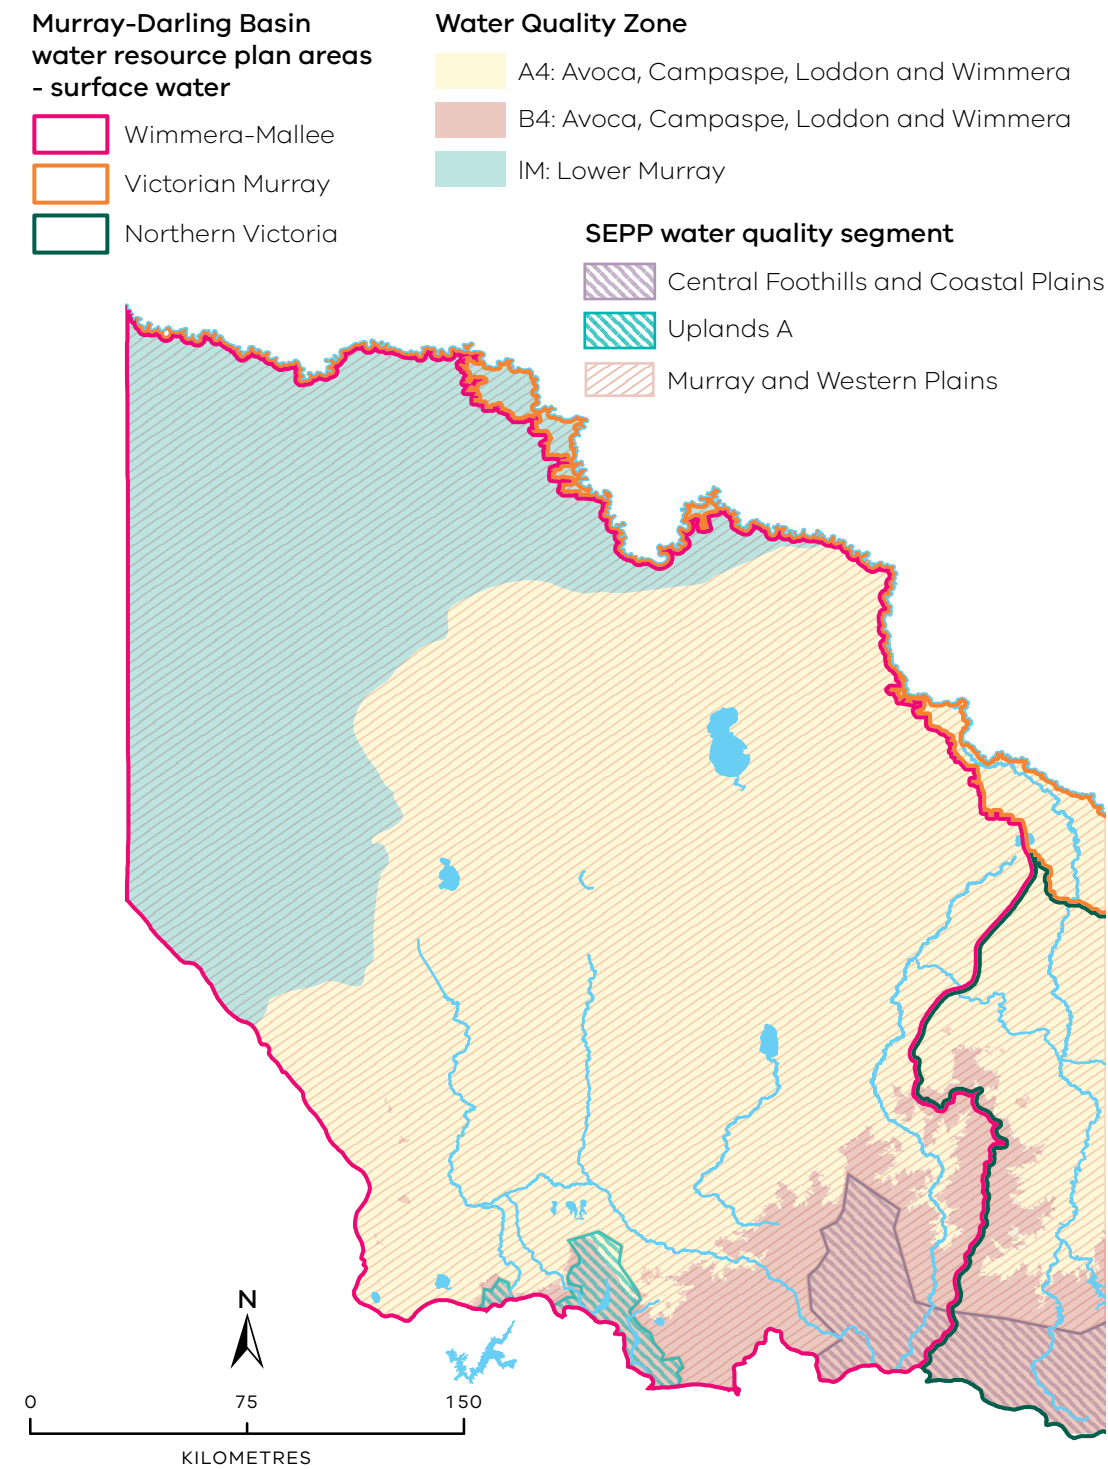 Murray-Darling Basin
water resource plan areas
- surface water
Wimmera-Mallee
Victorian Murray
Northern Victoria
Water Quality Zone
A4: Avoca, Campaspe, Loddon and Wimmera
B4: Avoca, Campaspe, Loddon and Wimmera
lM: Lower Murray
SEPP water quality segment
Central Foothills and Coastal Plains
Uplands A
Murray and Western Plains
N
0 75 150
KILOMETRES